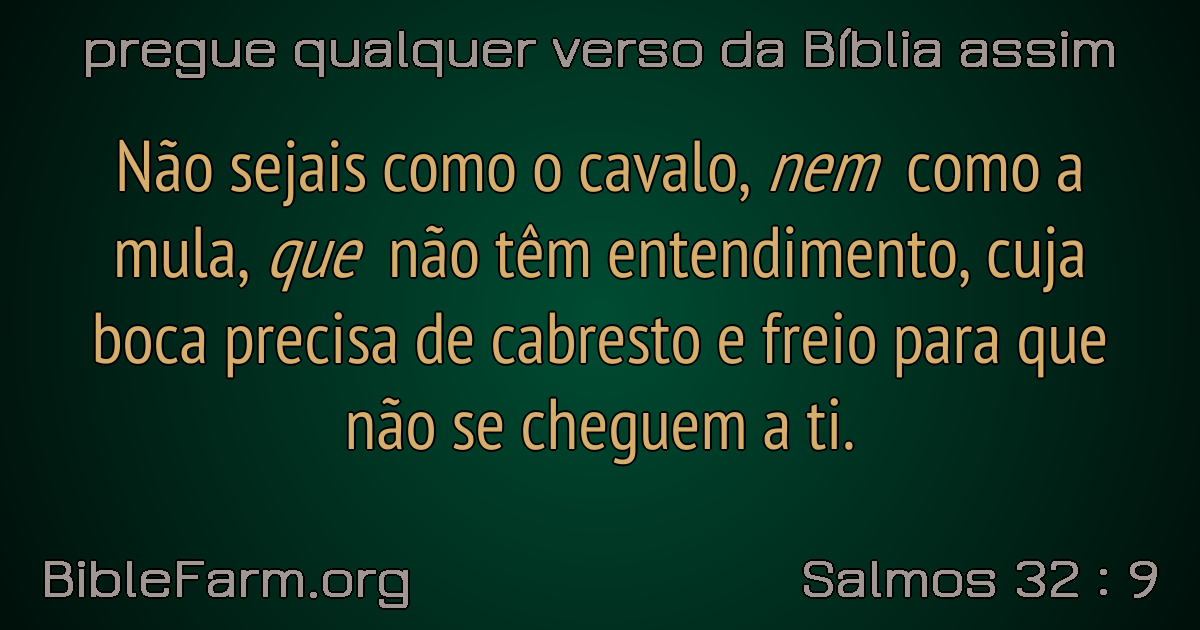 pregue qualquer verso da Bíblia assim
Não sejais como o cavalo, nem como a
mula, que não têm entendimento, cuja
boca precisa de cabresto e freio para que
não se cheguem a ti.
BibleFarm.org
Salmos 32 : 9